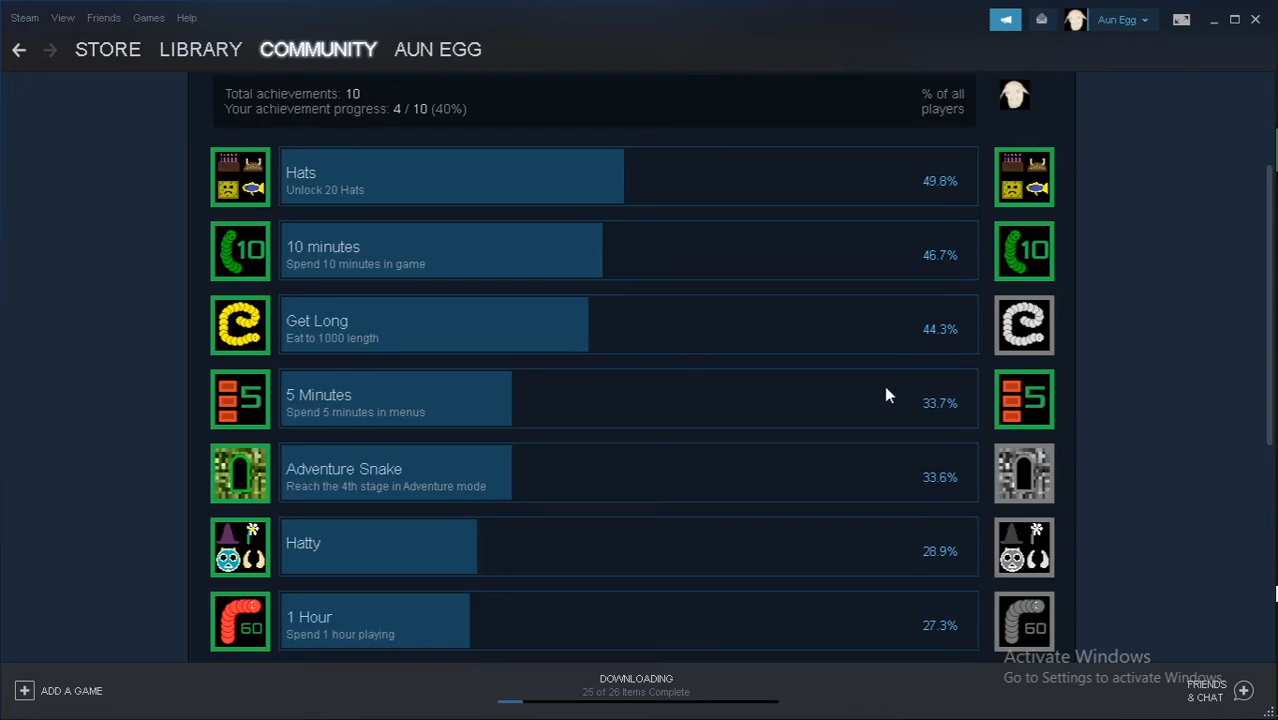 Steam View Friends Games Help
Aun Egg
STORE LIBRARY COMMUNITY AUN EGG
Total achievements: 10
Your achievement progress: 4 / 10 (40%)
% of all
players
Hats
Unlock 20 Hats
49.8%
10
10 minutes
Spend 10 minutes in game
46.7%
10
Get Long
Eat to 1000 length
44.3%
5
5 Minutes
Spend 5 minutes in menus
33.7%
5
Adventure Snake
Reach the 4th stage in Adventure mode
33.6%
Hatty
28.9%
60
1 Hour
Spend 1 hour playing
27.3%
60
Activate Windows
Go to Settings to activate Windows.
ADD A GAME
DOWNLOADING
25 of 26 Items Complete
FRIENDS
& CHAT